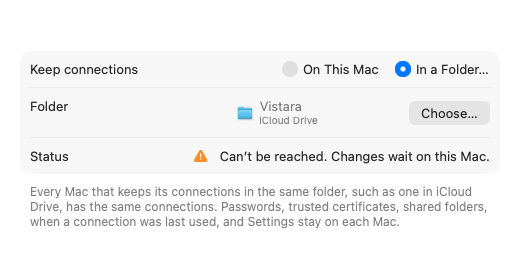 Keep connections On This Mac In a Folder...
Folder Vistara Choose...
iCloud Drive
Status Can't be reached. Changes wait on this Mac.
Every Mac that keeps its connections in the same folder, such as one in iCloud
Drive, has the same connections. Passwords, trusted certificates, shared folders,
when a connection was last used, and Settings stay on each Mac.